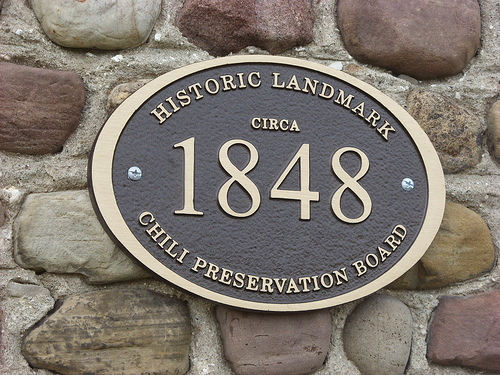 HISTORIC LANDMARK
CIRCA
1848
CHILI PRESERVATION BOARD